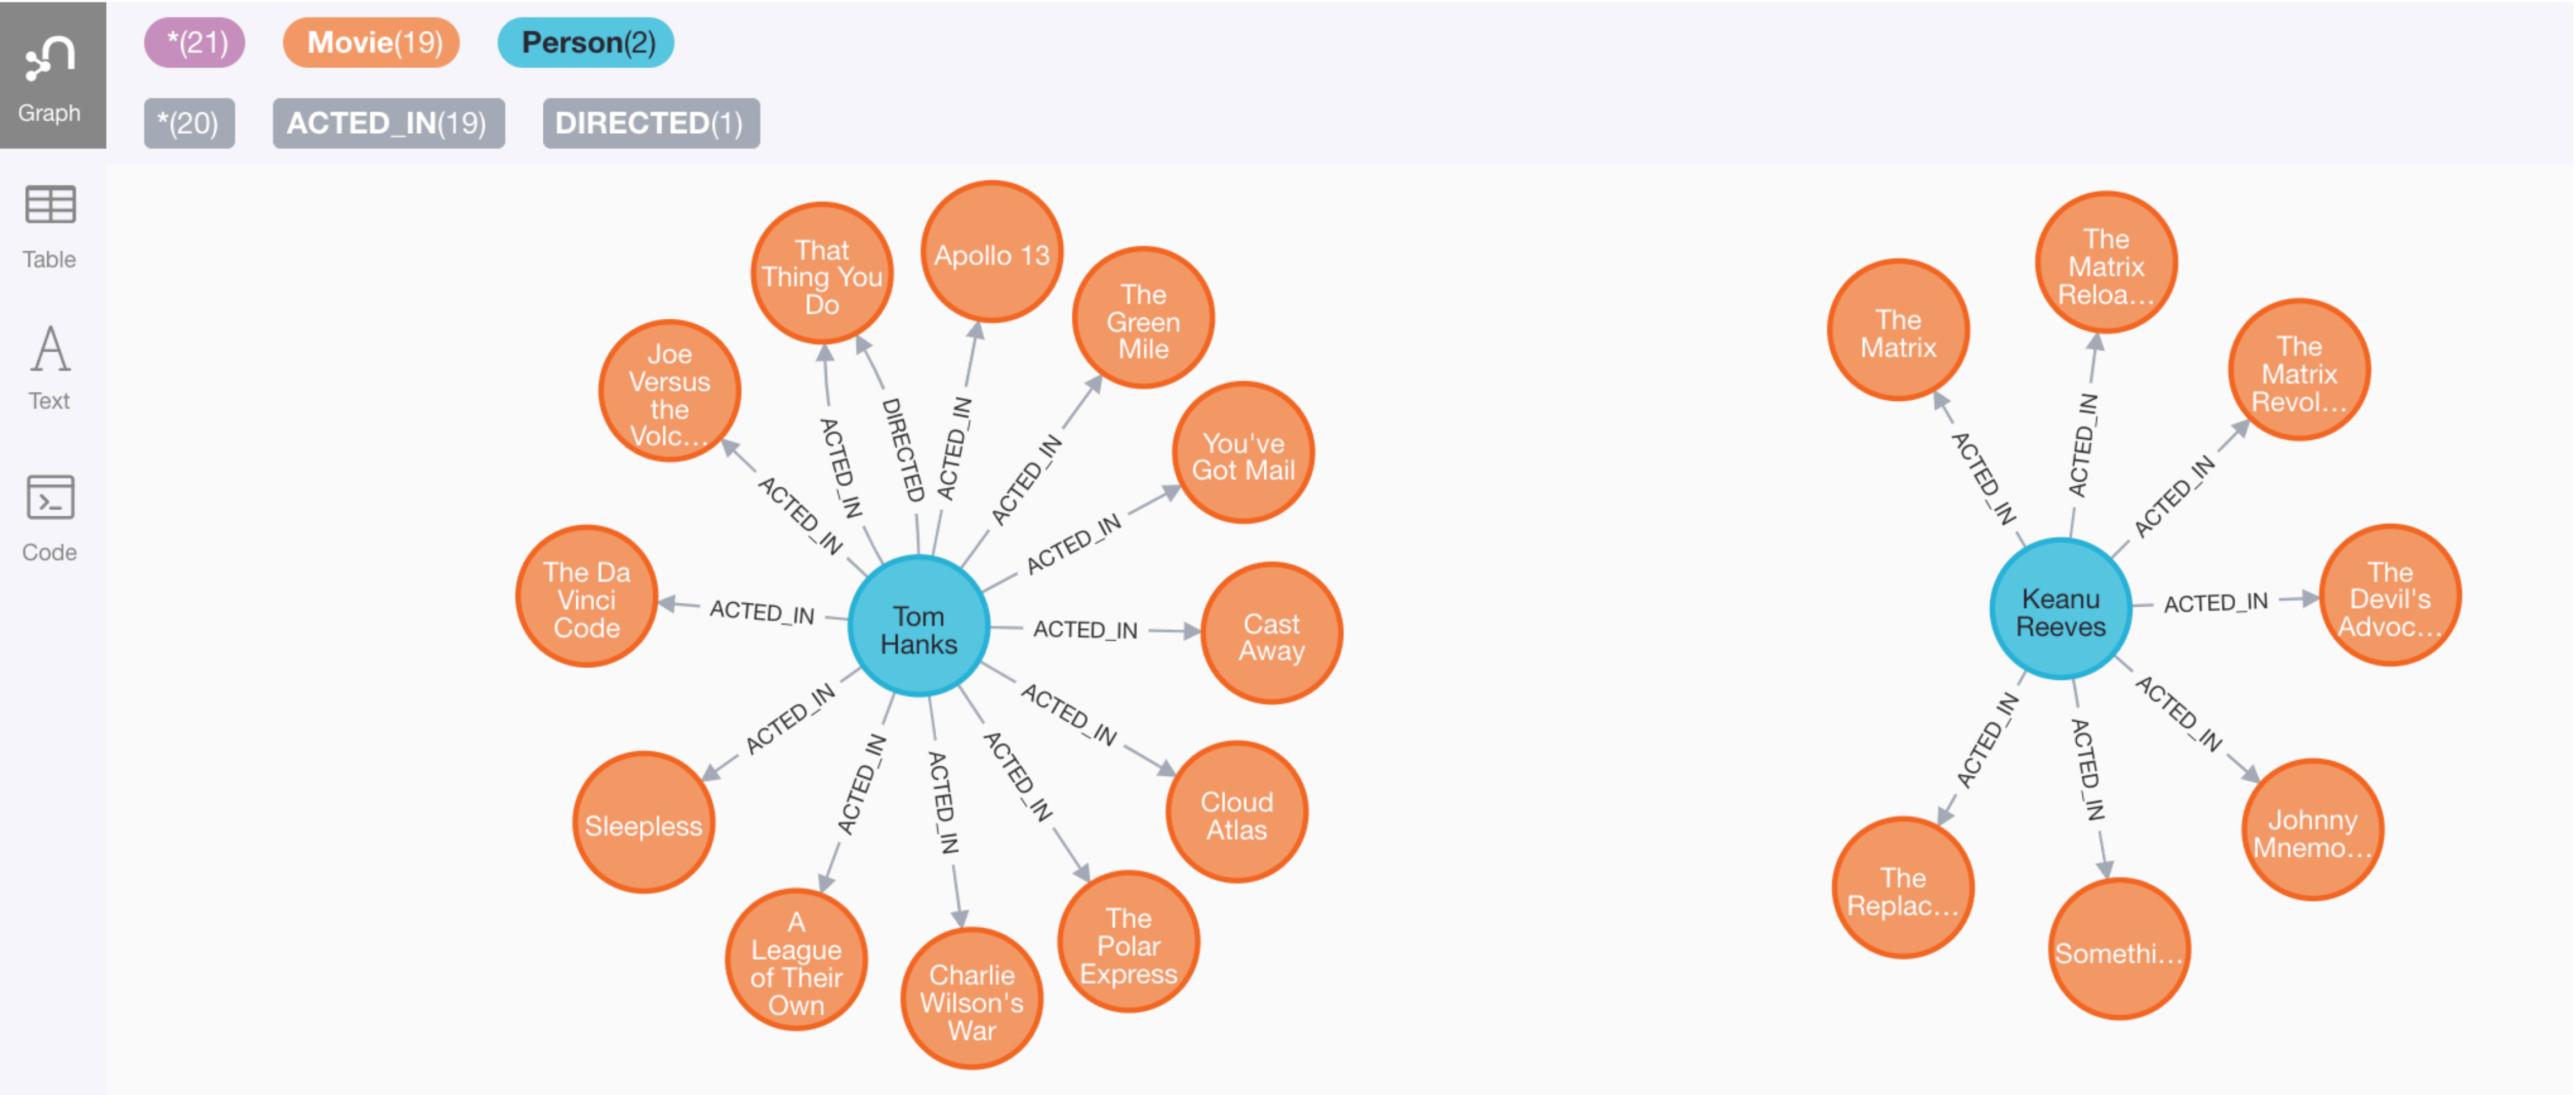 *(21) Movie(19) Person(2)
*(20) ACTED_IN(19) DIRECTED(1)
Graph
Table
Text
Code
That
Thing You
Do
Apollo 13
The
Green
Mile
You've
Got Mail
Cast
Away
Cloud
Atlas
The
Polar
Express
Charlie
Wilson's
War
A
League
of Their
Own
Sleepless
The Da
Vinci
Code
Joe
Versus
the
Volc...
Tom
Hanks
ACTED_IN
DIRECTED
ACTED_IN
ACTED_IN
ACTED_IN
ACTED_IN
ACTED_IN
ACTED_IN
ACTED_IN
ACTED_IN
ACTED_IN
ACTED_IN
ACTED_IN
The
Matrix
The
Matrix
Reloa...
The
Matrix
Revol...
The
Devil's
Advoc...
Johnny
Mnemo...
Somethi...
The
Replac...
Keanu
Reeves
ACTED_IN
ACTED_IN
ACTED_IN
ACTED_IN
ACTED_IN
ACTED_IN
ACTED_IN